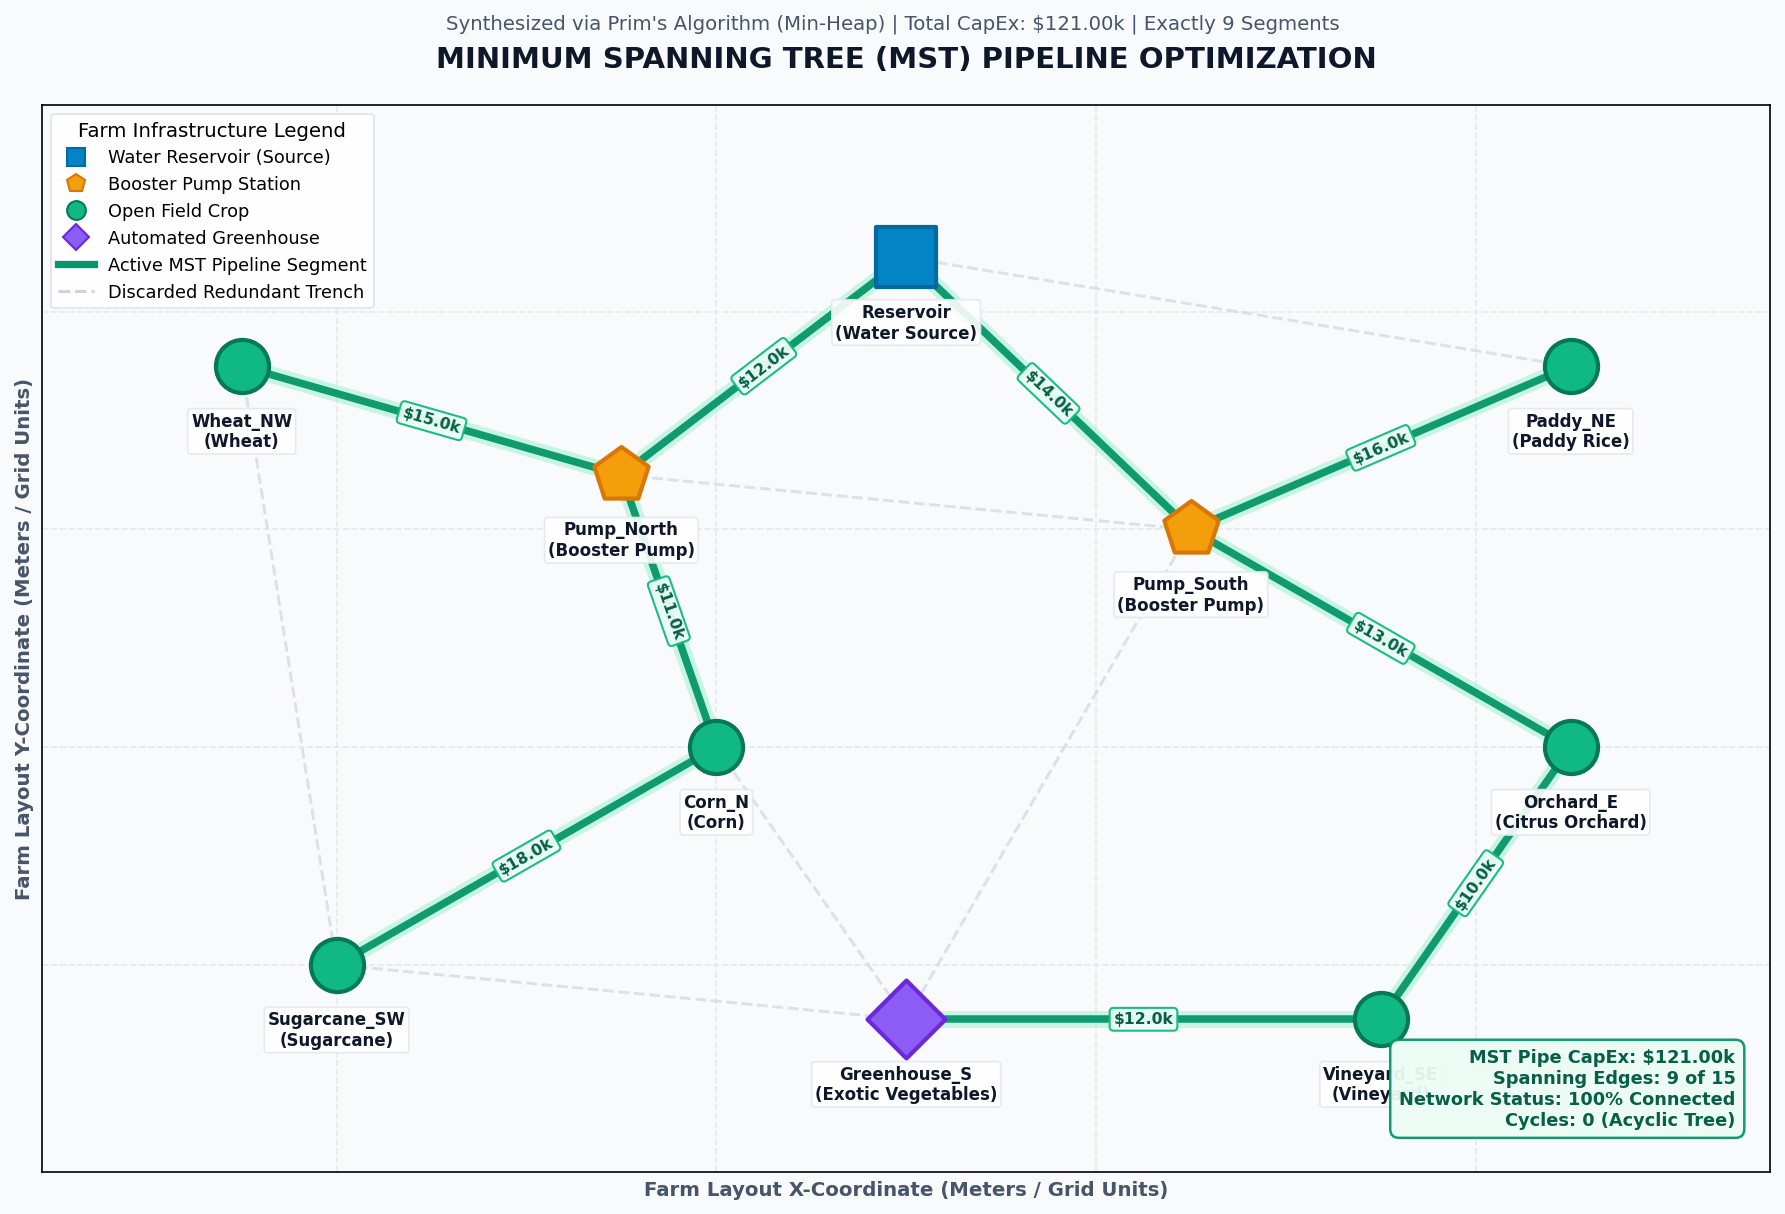 Synthesized via Prim's Algorithm (Min-Heap) | Total CapEx: $121.00k | Exactly 9 Segments
MINIMUM SPANNING TREE (MST) PIPELINE OPTIMIZATION
Farm Infrastructure Legend
Water Reservoir (Source)
Booster Pump Station
Open Field Crop
Automated Greenhouse
Active MST Pipeline Segment
Discarded Redundant Trench
Reservoir
(Water Source)
$12.0k
$14.0k
Wheat_NW
(Wheat)
$15.0k
Paddy_NE
(Paddy Rice)
$16.0k
Pump_North
(Booster Pump)
Pump_South
(Booster Pump)
$11.0k
$13.0k
Corn_N
(Corn)
Orchard_E
(Citrus Orchard)
$18.0k
$10.0k
Sugarcane_SW
(Sugarcane)
$12.0k
Greenhouse_S
(Exotic Vegetables)
Vineyard_SE
(Vineyard)
MST Pipe CapEx: $121.00k
Spanning Edges: 9 of 15
Network Status: 100% Connected
Cycles: 0 (Acyclic Tree)
Farm Layout Y-Coordinate (Meters / Grid Units)
Farm Layout X-Coordinate (Meters / Grid Units)